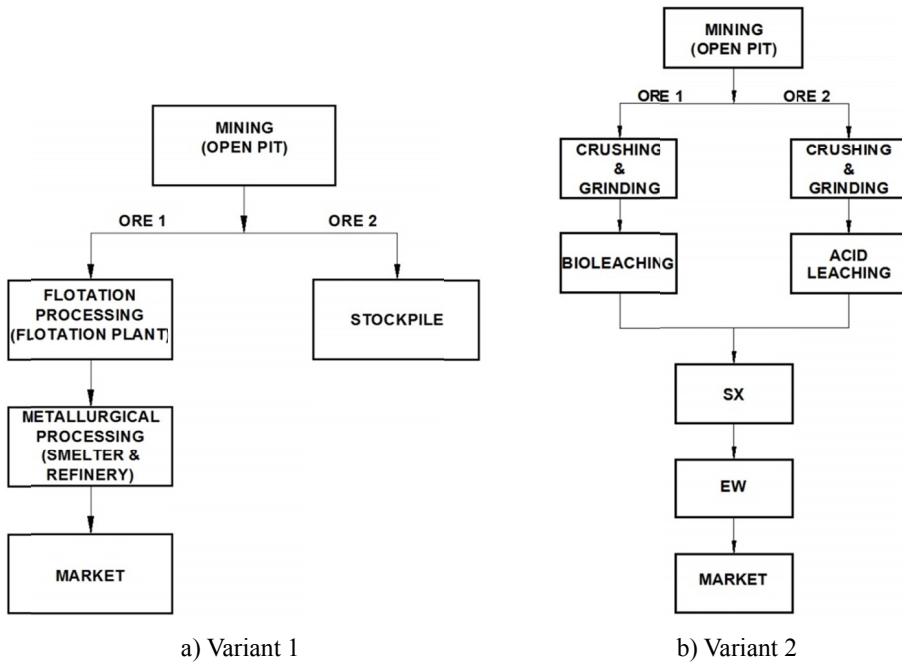 MINING
(OPEN PIT)
ORE 1
ORE 2
FLOTATION
PROCESSING
(FLOTATION PLANT)
STOCKPILE
METALLURGICAL
PROCESSING
(SMELTER &
REFINERY)
MARKET
a) Variant 1
MINING
(OPEN PIT)
ORE 1
ORE 2
CRUSHING
&
GRINDING
CRUSHING
&
GRINDING
BIOLEACHING
ACID
LEACHING
SX
EW
MARKET
b) Variant 2